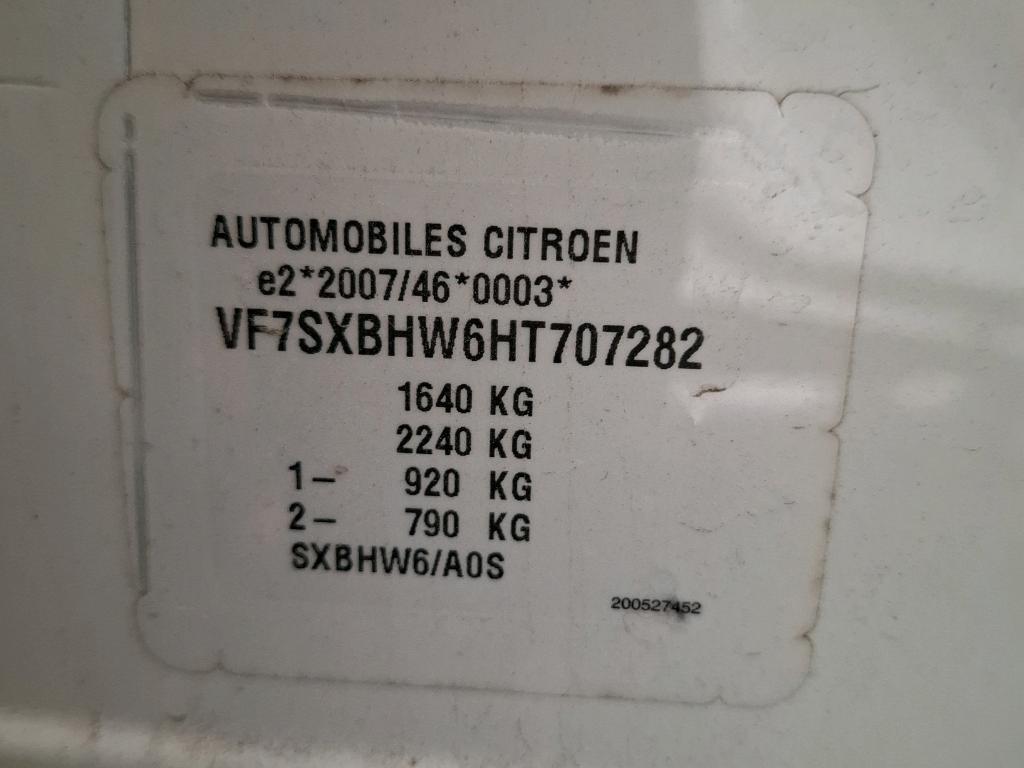 AUTOMOBILES CITROEN
e2*2007/46*0003*
VF7SXBHW6HT707282
1640 KG
2240 KG
1– 920 KG
2– 790 KG
SXBHW6/A0S
200527452